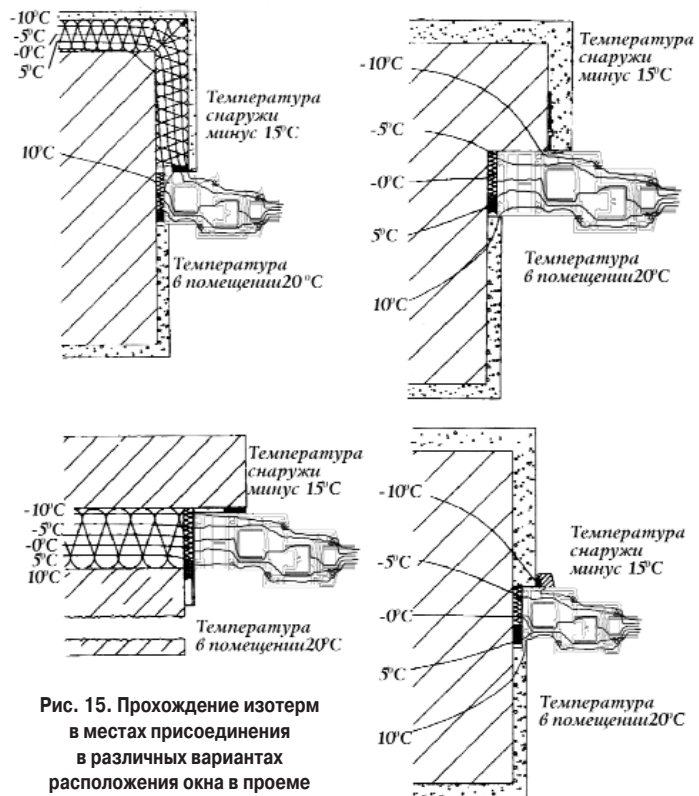 -10°C
-5°C
-0°C
5°C
10°C
Температура
снаружи
минус 15°C
Температура
в помещении20°C
-10°C
-5°C
-0°C
5°C
10°C
Температура
снаружи
минус 15°C
Температура
в помещении20°C
-10°C
-5°C
-0°C
5°C
10°C
Температура
снаружи
минус 15°C
Температура
в помещении20°C
-10°C
-5°C
-0°C
5°C
10°C
Температура
снаружи
минус 15°C
Температура
в помещении20°C
Рис. 15. Прохождение изотерм
в местах присоединения
в различных вариантах
расположения окна в проеме